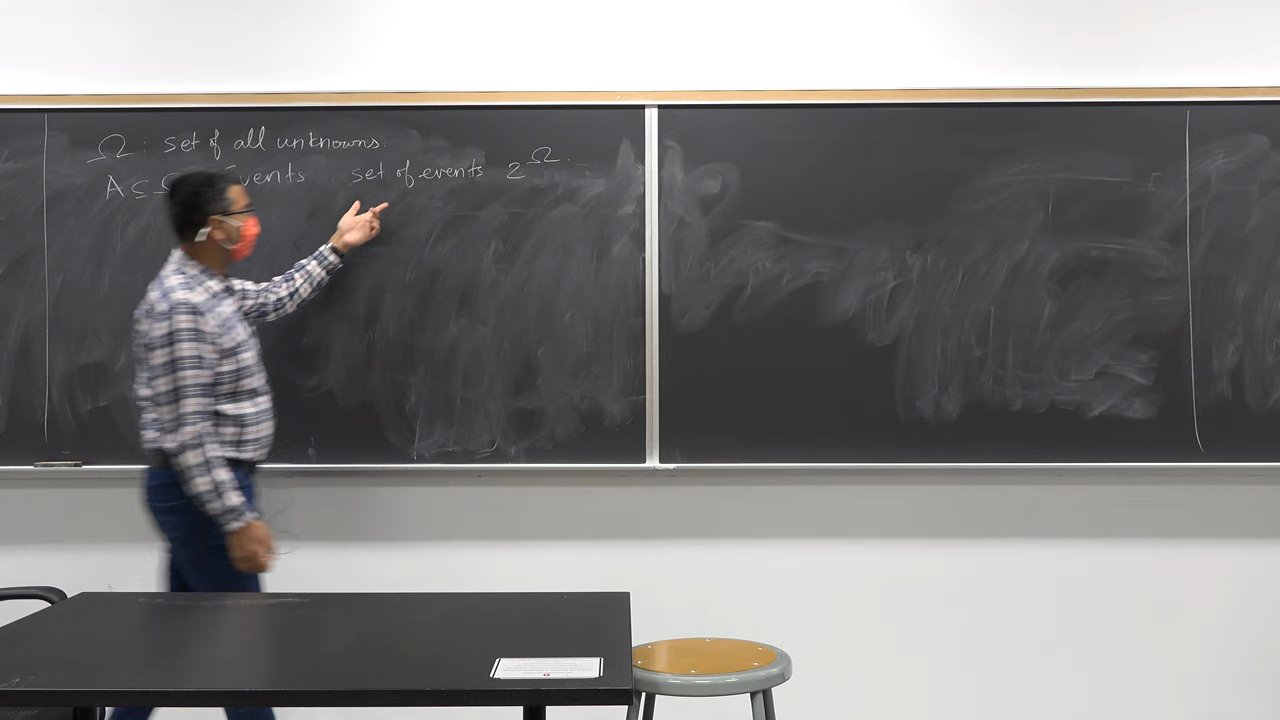 Ω : set of all unknowns.
A ⊆ Ω events set of events 2^Ω.